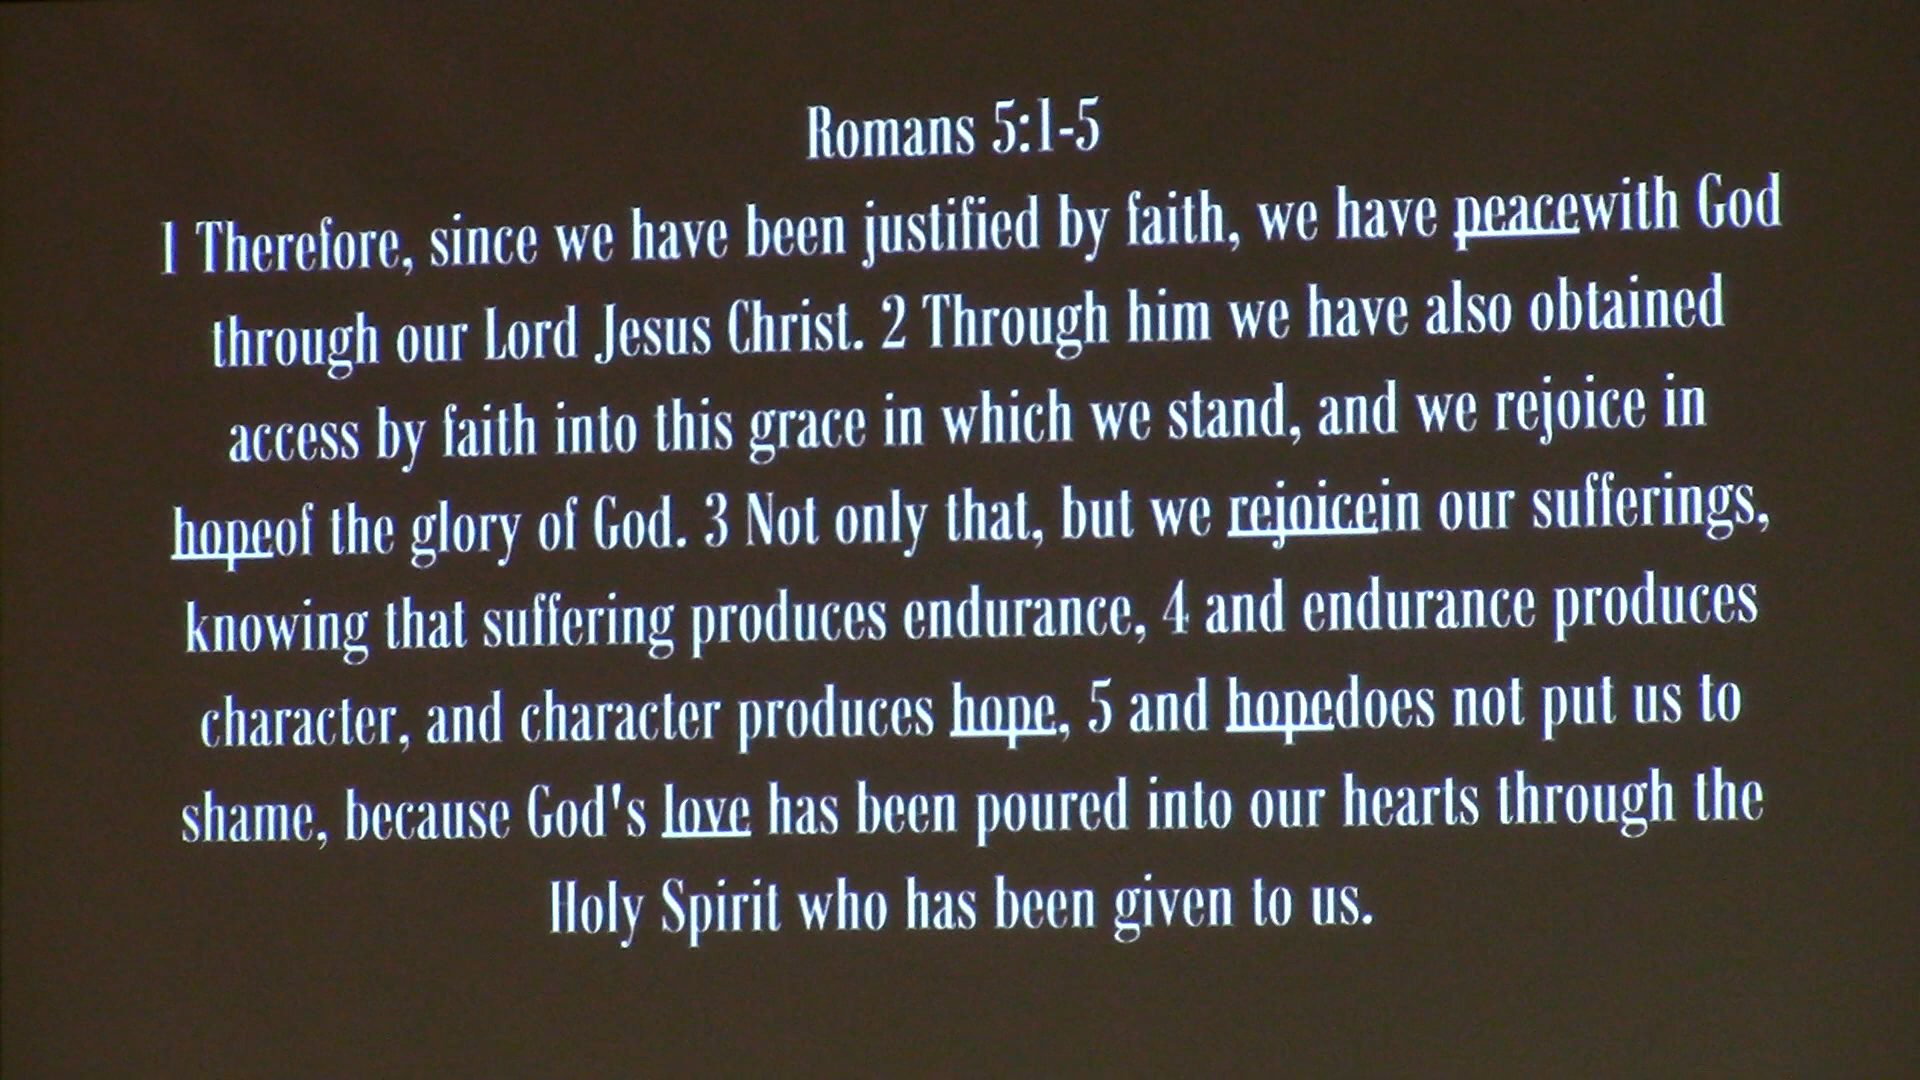 Romans 5:1-5
1 Therefore, since we have been justified by faith, we have peacewith God
through our Lord Jesus Christ. 2 Through him we have also obtained
access by faith into this grace in which we stand, and we rejoice in
hopeof the glory of God. 3 Not only that, but we rejoicein our sufferings,
knowing that suffering produces endurance, 4 and endurance produces
character, and character produces hope, 5 and hopedoes not put us to
shame, because God's love has been poured into our hearts through the
Holy Spirit who has been given to us.